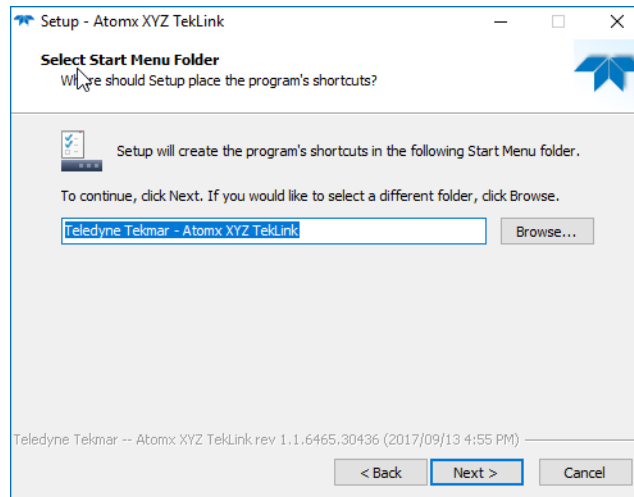 Setup - Atomx XYZ TekLink
Select Start Menu Folder
Where should Setup place the program's shortcuts?
Setup will create the program's shortcuts in the following Start Menu folder.
To continue, click Next. If you would like to select a different folder, click Browse.
Teledyne Tekmar - Atomx XYZ TekLink
Browse...
Teledyne Tekmar -- Atomx XYZ TekLink rev 1.1.6465.30436 (2017/09/13 4:55 PM)
< Back
Next >
Cancel